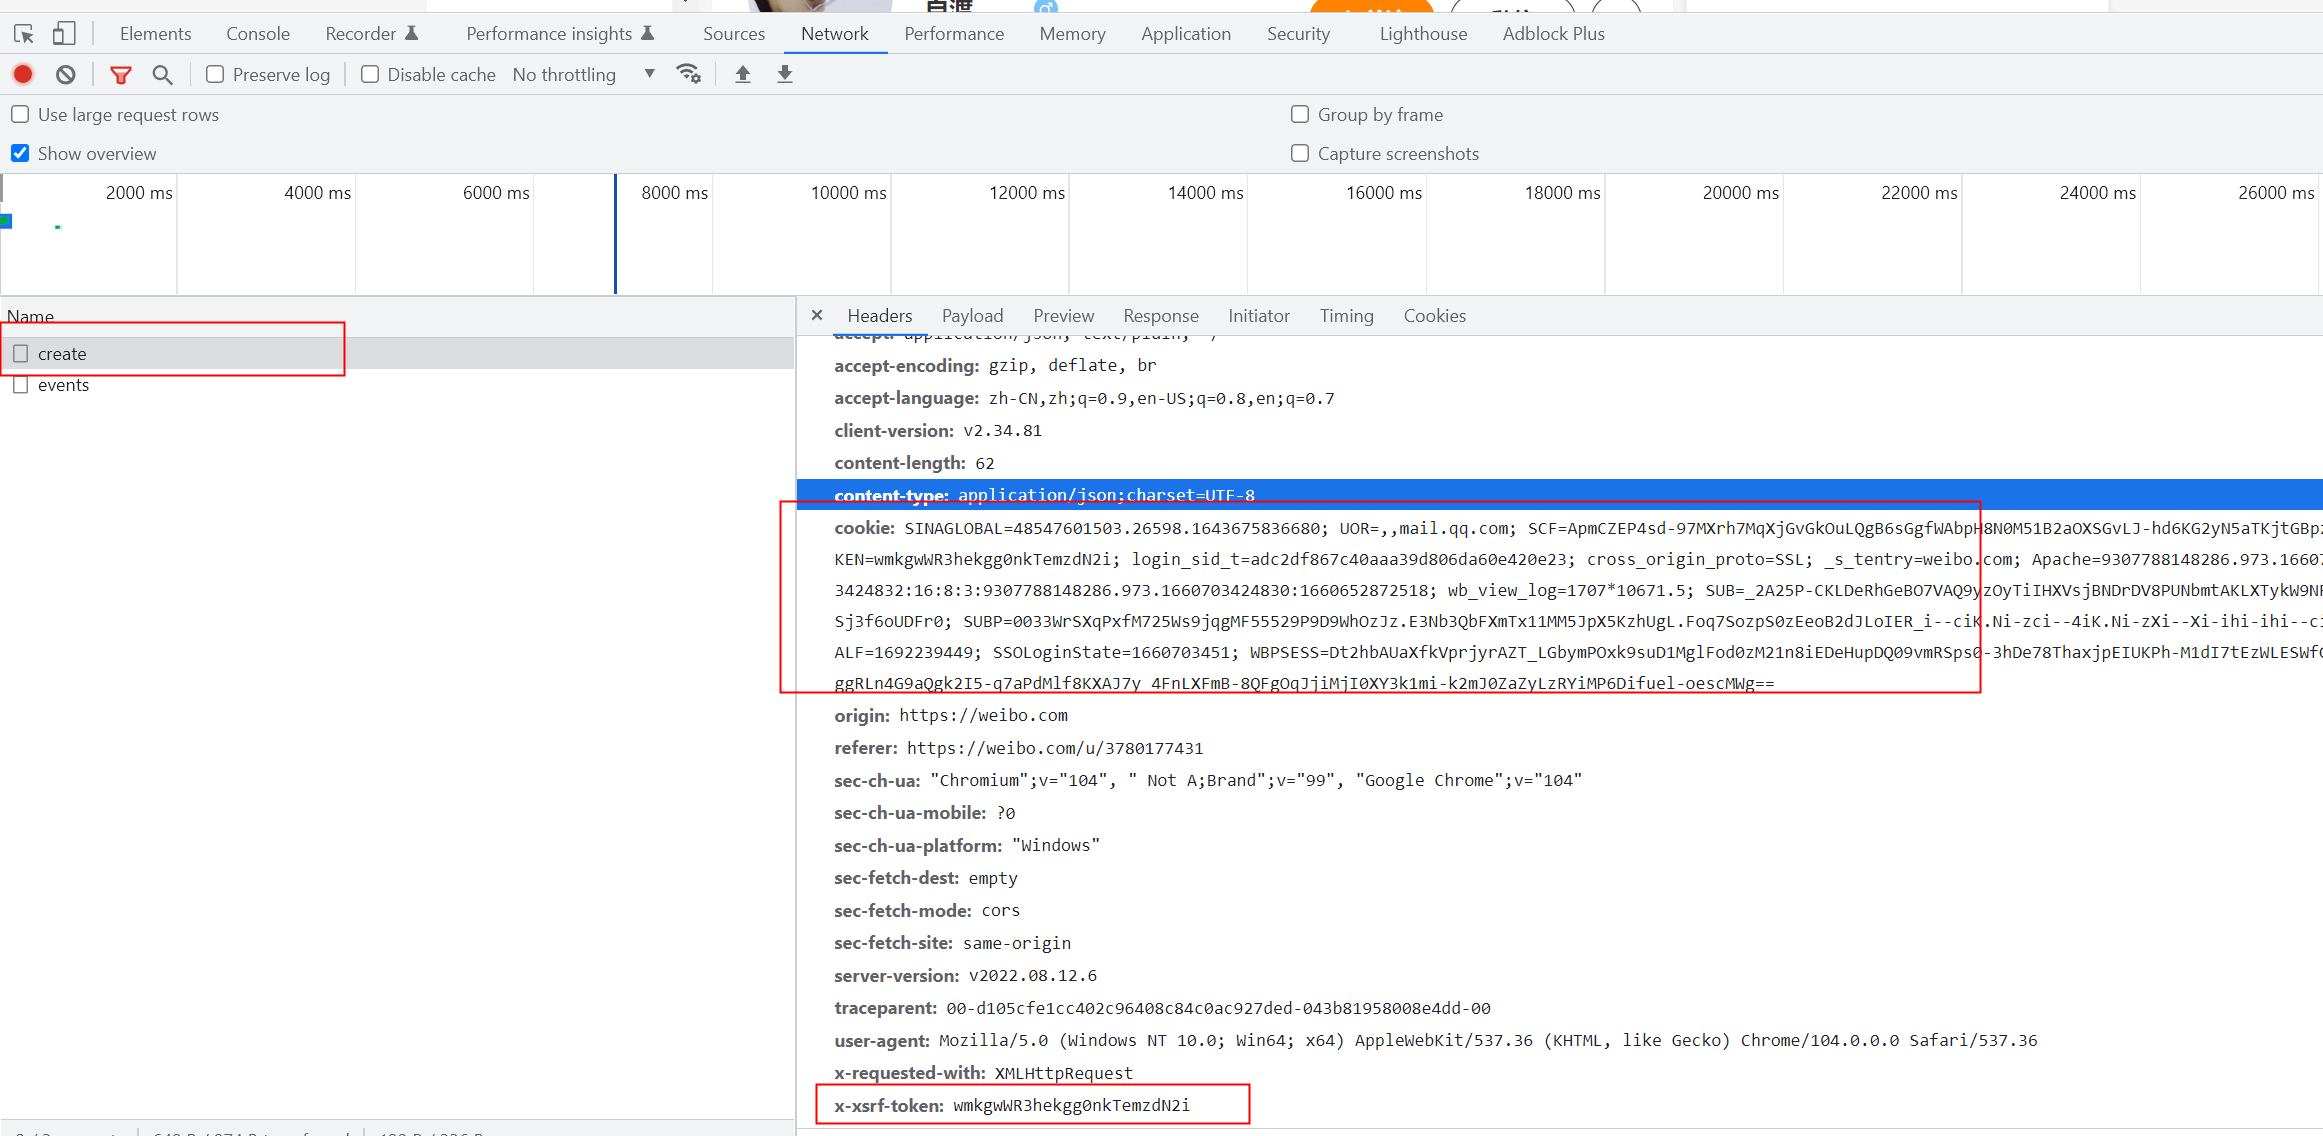 Elements Console Recorder Performance insights Sources Network Performance Memory Application Security Lighthouse Adblock Plus
Preserve log Disable cache No throttling
Use large request rows Group by frame
Show overview Capture screenshots
2000 ms 4000 ms 6000 ms 8000 ms 10000 ms 12000 ms 14000 ms 16000 ms 18000 ms 20000 ms 22000 ms 24000 ms 26000 ms
Name
create
events
Headers Payload Preview Response Initiator Timing Cookies
accept: application/json, text/plain, */
accept-encoding: gzip, deflate, br
accept-language: zh-CN,zh;q=0.9,en-US;q=0.8,en;q=0.7
client-version: v2.34.81
content-length: 62
content-type: application/json;charset=UTF-8
cookie: SINAGLOBAL=48547601503.26598.1643675836680; UOR=,,mail.qq.com; SCF=ApmCZEP4sd-97MXrh7MqXjGvGkOuLQgB6sGgfWAbpH8N0M51B2aOXSGvLJ-hd6KG2yN5aTKjtGBpz
KEN=wmkgwWR3hekgg0nkTemzdN2i; login_sid_t=adc2df867c40aaa39d806da60e420e23; cross_origin_proto=SSL; _s_tentry=weibo.com; Apache=9307788148286.973.16607
3424832:16:8:3:9307788148286.973.1660703424830:1660652872518; wb_view_log=1707*10671.5; SUB=_2A25P-CKLDeRhGeBO7VAQ9yzOyTiIHXVsjBNDrDV8PUNbmtAKLXTykW9NF
Sj3f6oUDFr0; SUBP=0033WrSXqPxfM725Ws9jqgMF55529P9D9WhOzJz.E3Nb3QbFXmTx11MM5JpX5KzhUgL.Foq7SozpS0zEeoB2dJLoIER_i--ciK.Ni-zci--4iK.Ni-zXi--Xi-ihi-ihi--ci
ALF=1692239449; SSOLoginState=1660703451; WBPSESS=Dt2hbAUaXfkVprjyrAZT_LGbymPOxk9suD1MglFod0zM21n8iEDeHupDQ09vmRSps0-3hDe78ThaxjpEIUKPh-M1dI7tEzWLESWfC
ggRLn4G9aQgk2I5-q7aPdMlf8KXAJ7y_4FnLXFmB-8QFgOqJjiMjI0XY3k1mi-k2mJ0ZaZyLzRYiMP6Difuel-oescMWg==
origin: https://weibo.com
referer: https://weibo.com/u/3780177431
sec-ch-ua: "Chromium";v="104", " Not A;Brand";v="99", "Google Chrome";v="104"
sec-ch-ua-mobile: ?0
sec-ch-ua-platform: "Windows"
sec-fetch-dest: empty
sec-fetch-mode: cors
sec-fetch-site: same-origin
server-version: v2022.08.12.6
traceparent: 00-d105cfe1cc402c96408c84c0ac927ded-043b81958008e4dd-00
user-agent: Mozilla/5.0 (Windows NT 10.0; Win64; x64) AppleWebKit/537.36 (KHTML, like Gecko) Chrome/104.0.0.0 Safari/537.36
x-requested-with: XMLHttpRequest
x-xsrf-token: wmkgwWR3hekgg0nkTemzdN2i